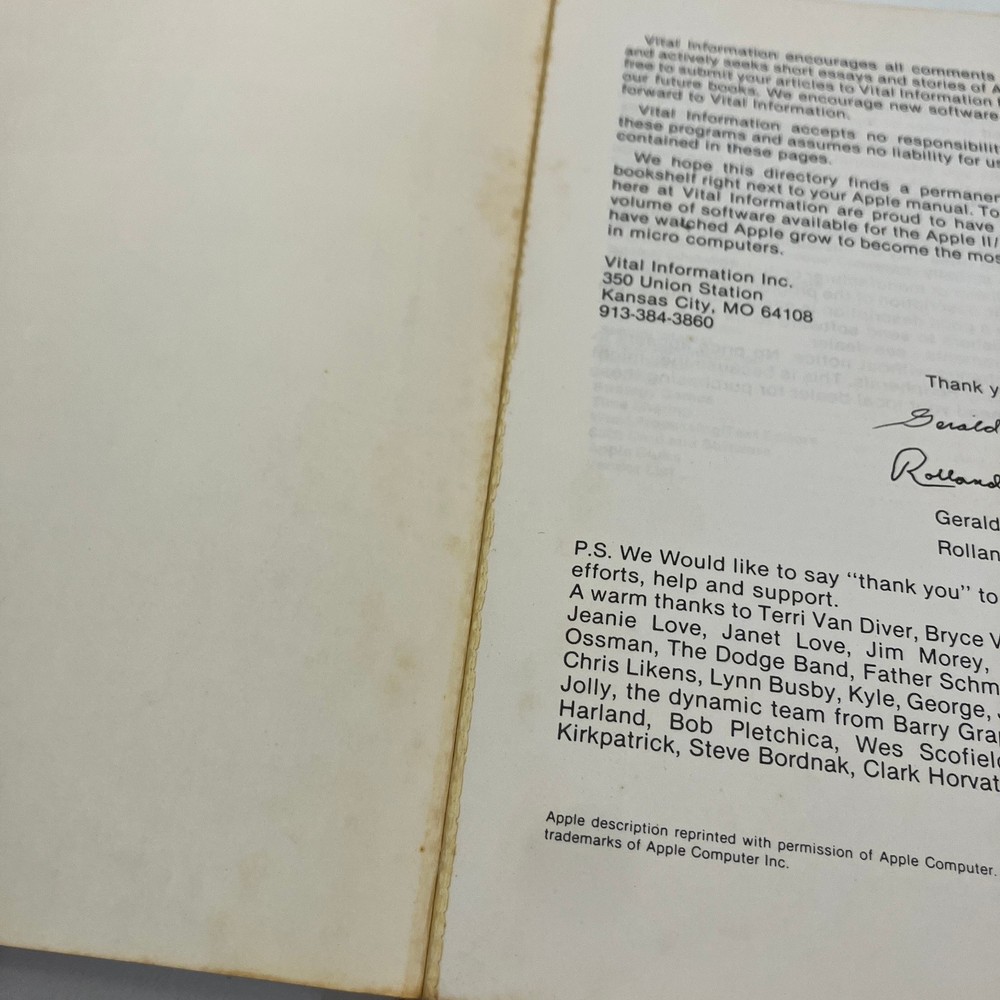 Vital Information encourages all comments
and actively seeks short essays and stories of A
free to submit your articles to Vital Information
our future books. We encourage new software
forward to Vital Information.
Vital Information accepts no responsibilit
these programs and assumes no liability for us
contained in these pages.
We hope this directory finds a permanen
bookshelf right next to your Apple manual. To
here at Vital Information are proud to have
volume of software available for the Apple II/
have watched Apple grow to become the mos
in micro computers.
Vital Information Inc.
350 Union Station
Kansas City, MO 64108
913-384-3860
Thank y
Gerald
Rolland
Gerald
Rollan
P.S. We Would like to say “thank you” to
efforts, help and support.
A warm thanks to Terri Van Diver, Bryce V
Jeanie Love, Janet Love, Jim Morey,
Ossman, The Dodge Band, Father Schm
Chris Likens, Lynn Busby, Kyle, George,
Jolly, the dynamic team from Barry Gra
Harland, Bob Pletchica, Wes Scofield
Kirkpatrick, Steve Bordnak, Clark Horvat
Apple description reprinted with permission of Apple Computer.
trademarks of Apple Computer Inc.